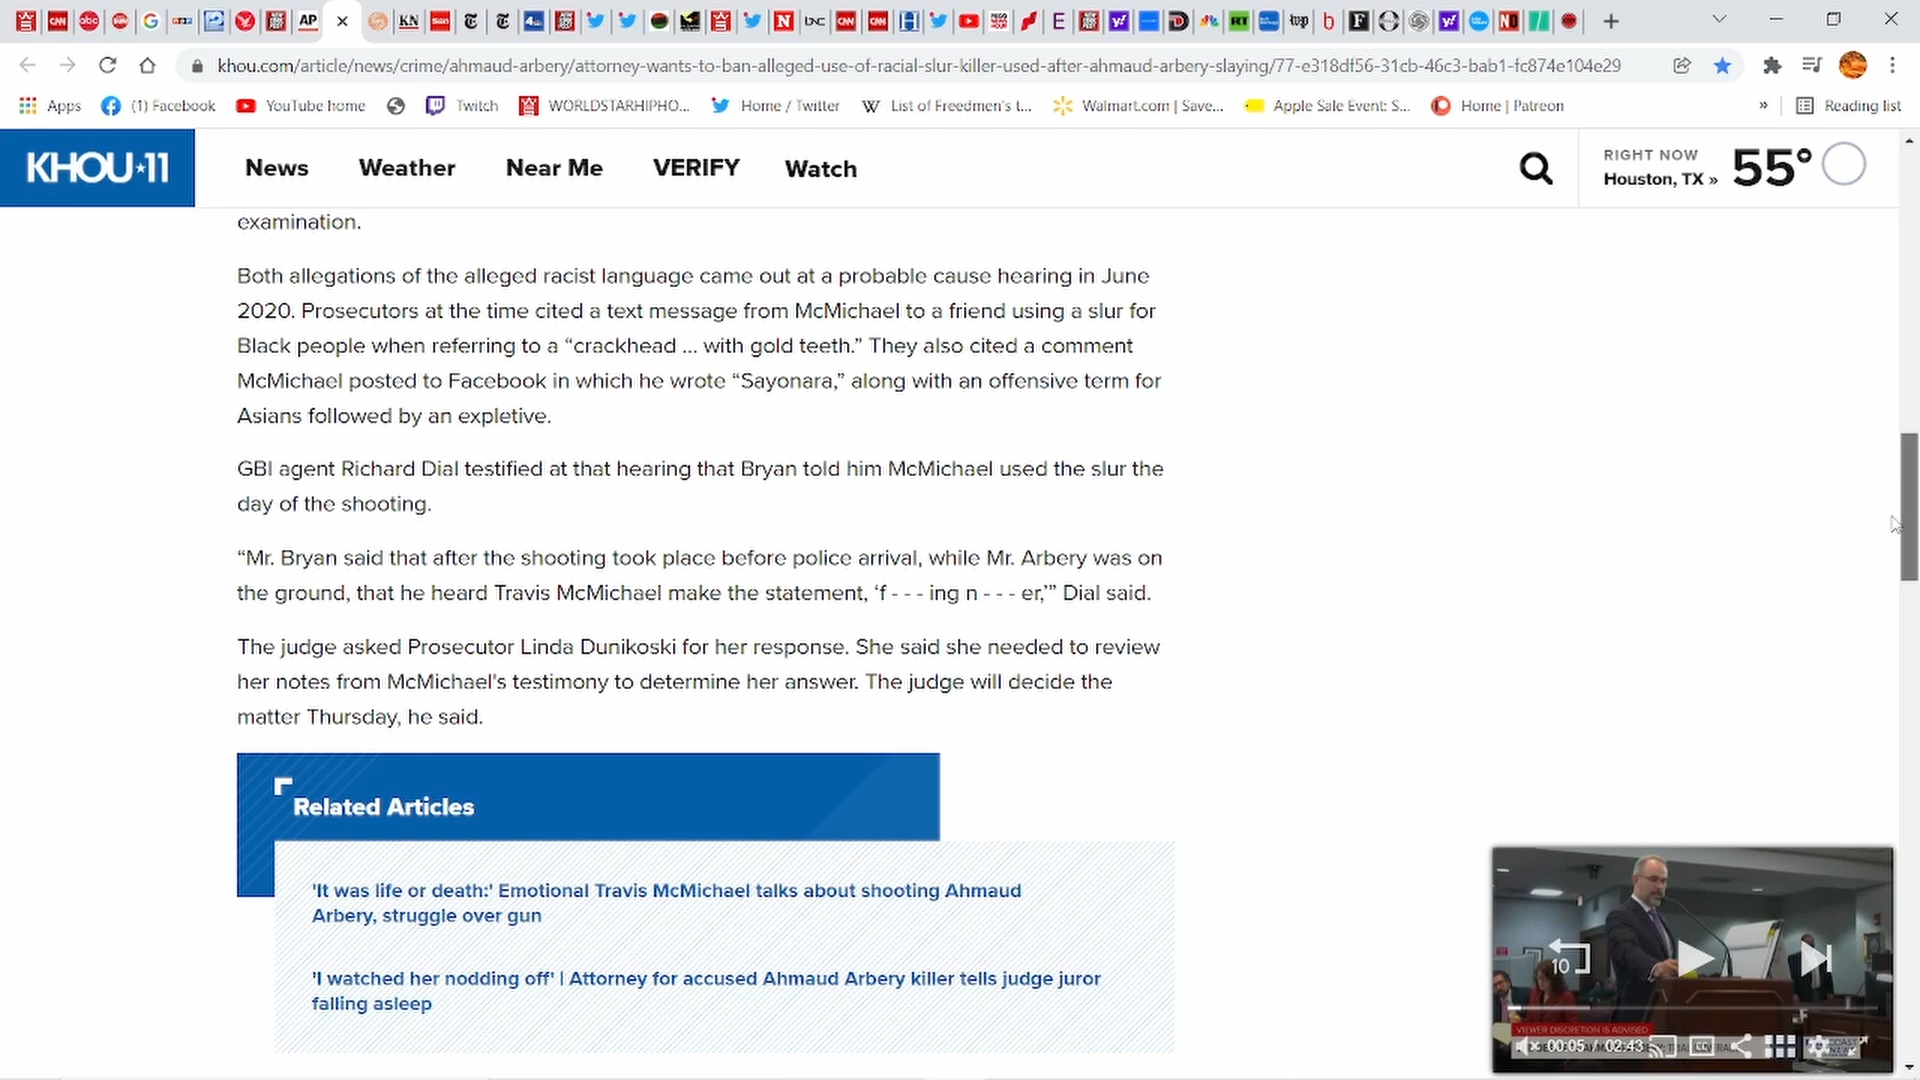 khou.com/article/news/crime/ahmaud-arbery/attorney-wants-to-ban-alleged-use-of-racial-slur-killer-used-after-ahmaud-arbery-slaying/77-e318df56-31cb-46c3-bab1-fc874e104e29
Apps (1) Facebook YouTube home Twitch WORLDSTARHIPHO... Home / Twitter List of Freedmen's t... Walmart.com | Save... Apple Sale Event: S... Home | Patreon » Reading list
KHOU★11 News Weather Near Me VERIFY Watch
RIGHT NOW
Houston, TX » 55°
examination.
Both allegations of the alleged racist language came out at a probable cause hearing in June
2020. Prosecutors at the time cited a text message from McMichael to a friend using a slur for
Black people when referring to a “crackhead ... with gold teeth.” They also cited a comment
McMichael posted to Facebook in which he wrote “Sayonara,” along with an offensive term for
Asians followed by an expletive.
GBI agent Richard Dial testified at that hearing that Bryan told him McMichael used the slur the
day of the shooting.
“Mr. Bryan said that after the shooting took place before police arrival, while Mr. Arbery was on
the ground, that he heard Travis McMichael make the statement, ‘f - - - ing n - - - er,’” Dial said.
The judge asked Prosecutor Linda Dunikoski for her response. She said she needed to review
her notes from McMichael's testimony to determine her answer. The judge will decide the
matter Thursday, he said.
Related Articles
'It was life or death:' Emotional Travis McMichael talks about shooting Ahmaud
Arbery, struggle over gun
'I watched her nodding off' | Attorney for accused Ahmaud Arbery killer tells judge juror
falling asleep
10
VIEWER DISCRETION IS ADVISED
00:05 / 02:43